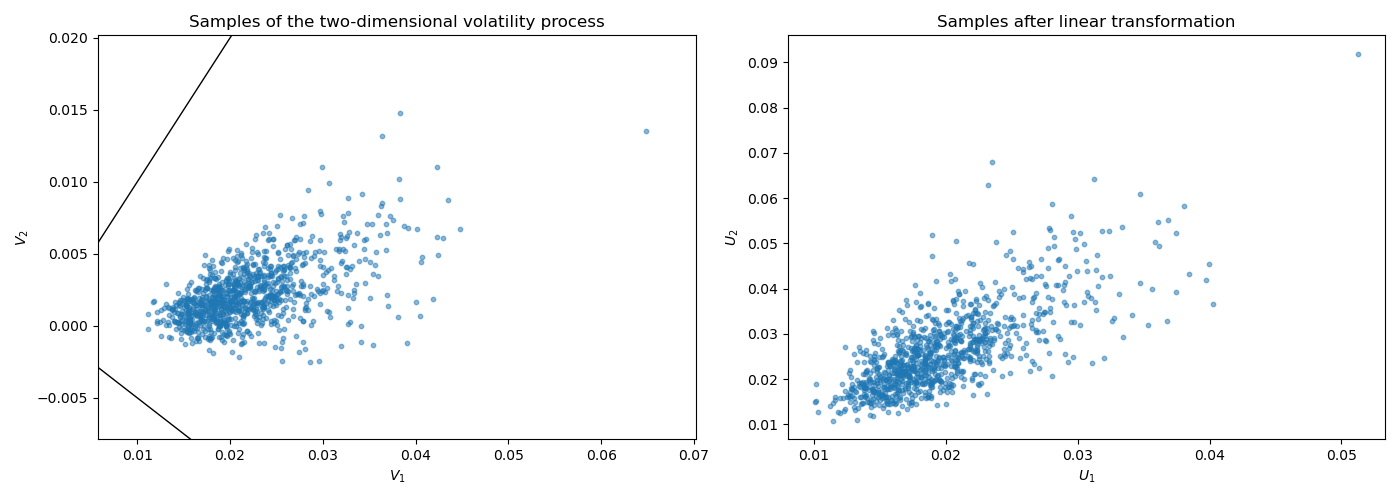 Samples of the two-dimensional volatility process
0.020
0.015
0.010
0.005
0.000
−0.005
V₂
0.01 0.02 0.03 0.04 0.05 0.06 0.07
V₁
Samples after linear transformation
0.09
0.08
0.07
0.06
0.05
0.04
0.03
0.02
0.01
U₂
0.01 0.02 0.03 0.04 0.05
U₁